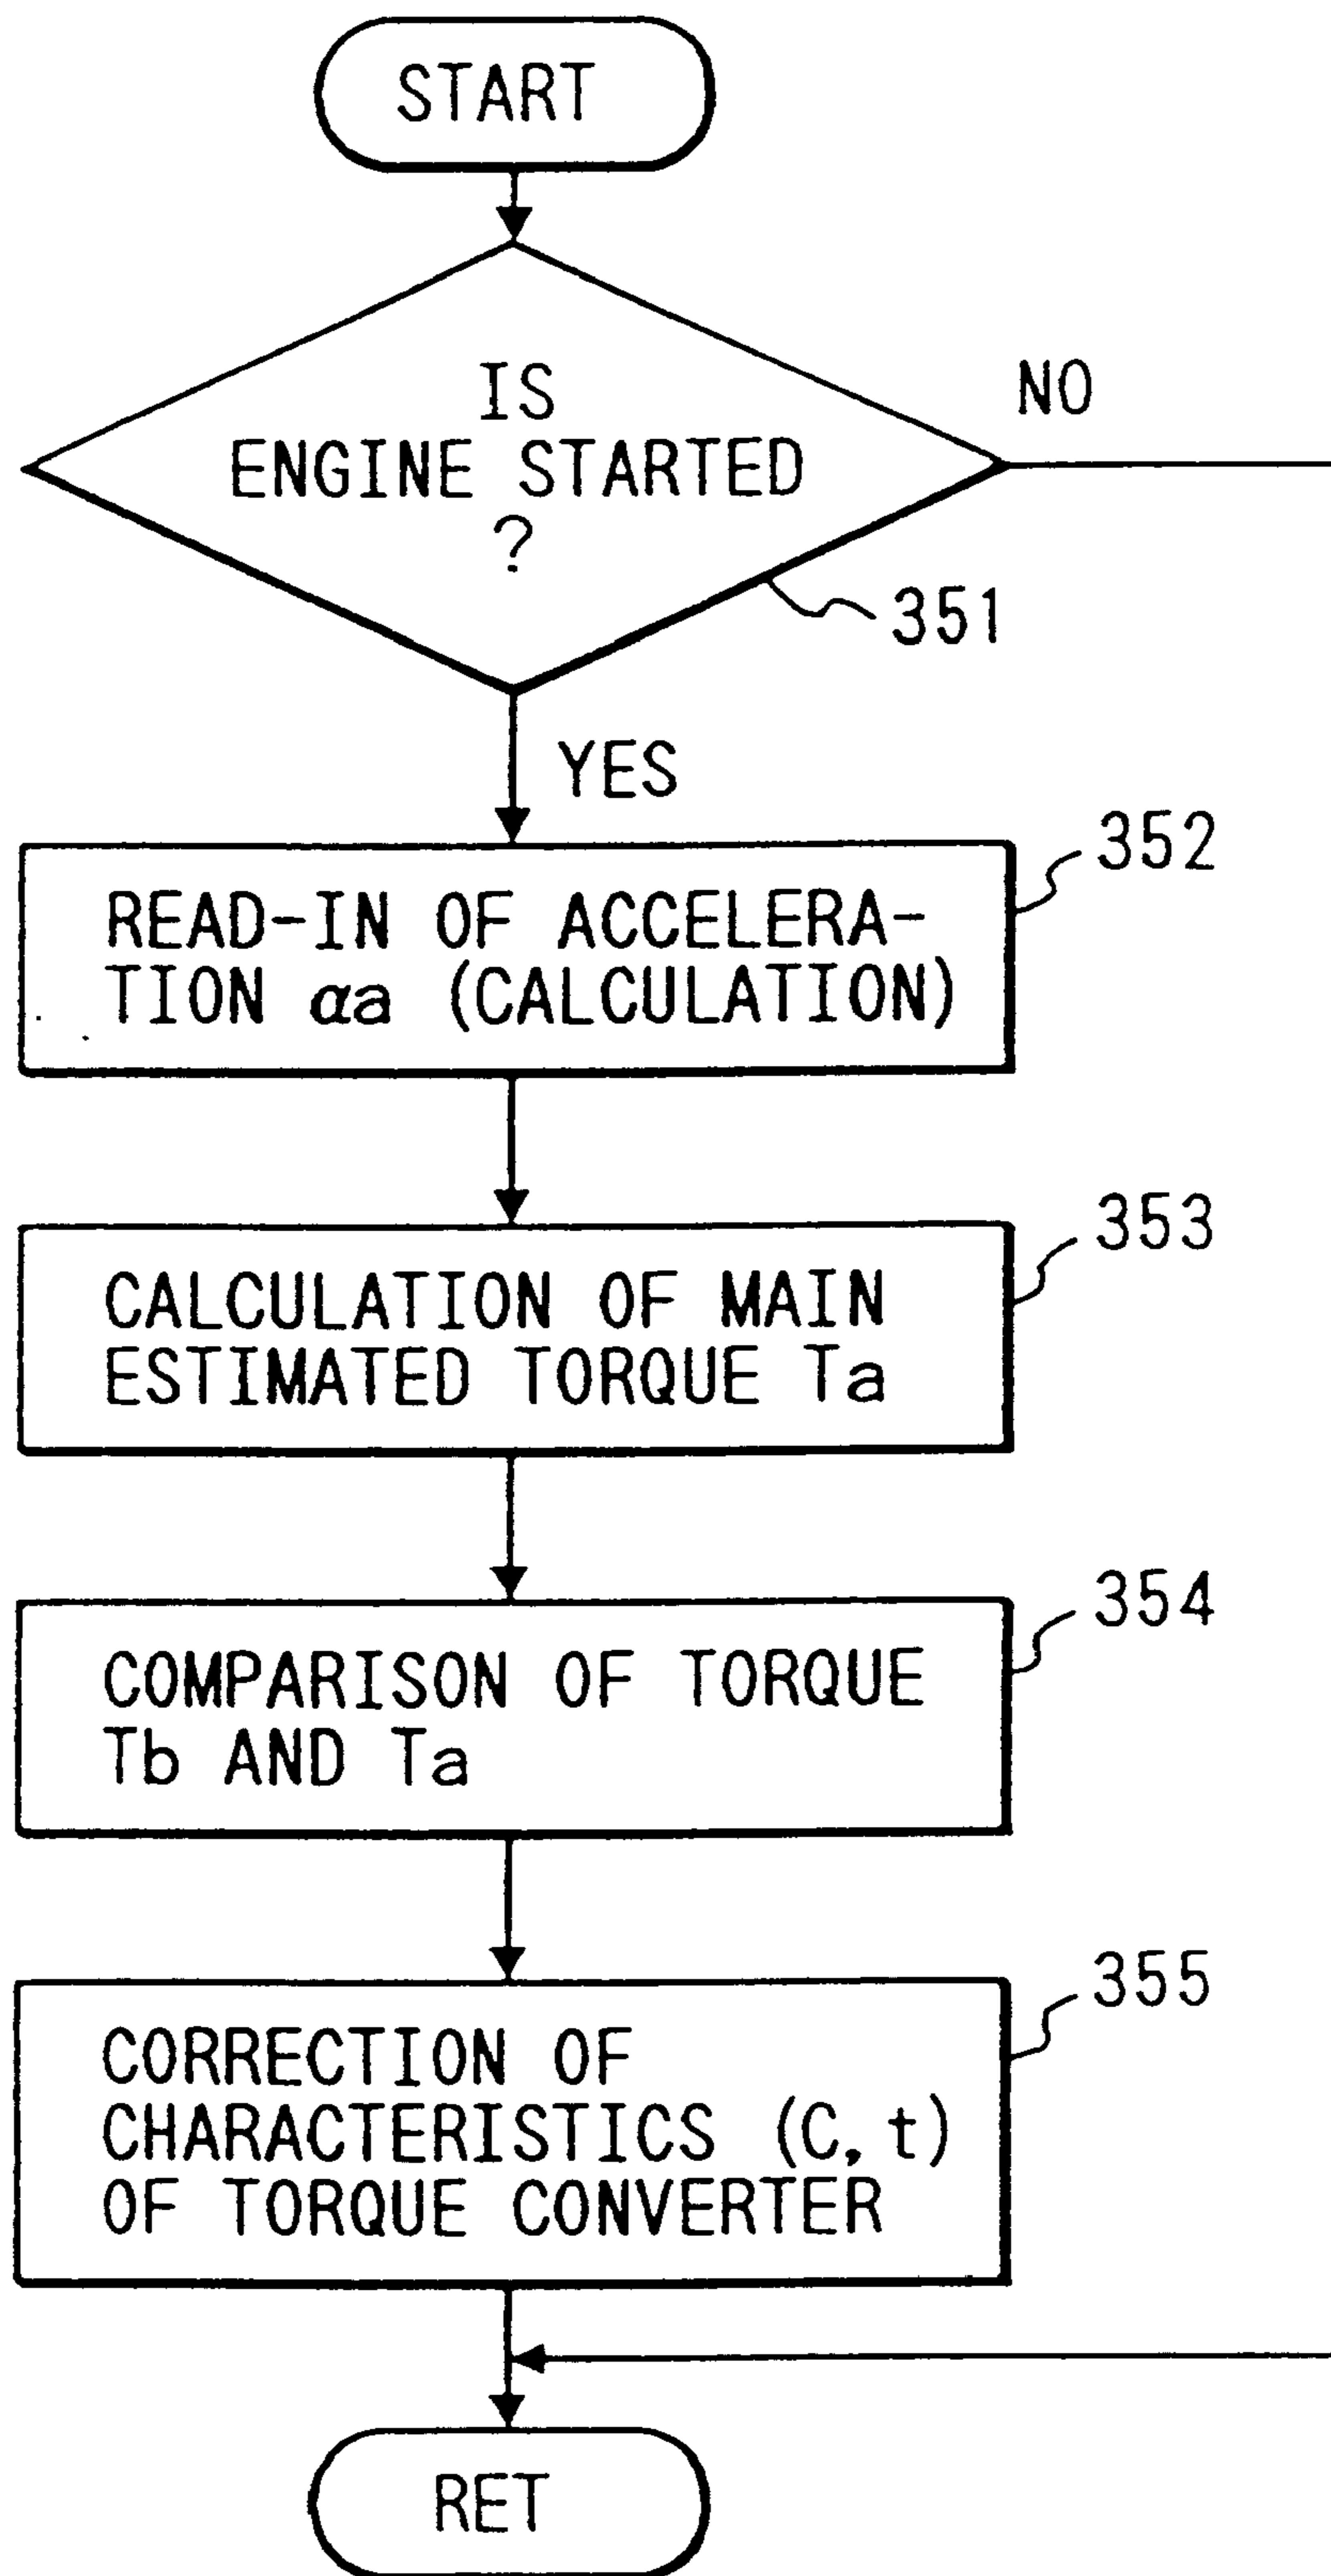 START
IS
ENGINE STARTED
?
NO
351
YES
352
READ-IN OF ACCELERA-
TION αa (CALCULATION)
353
CALCULATION OF MAIN
ESTIMATED TORQUE Ta
354
COMPARISON OF TORQUE
Tb AND Ta
355
CORRECTION OF
CHARACTERISTICS (C, t)
OF TORQUE CONVERTER
RET